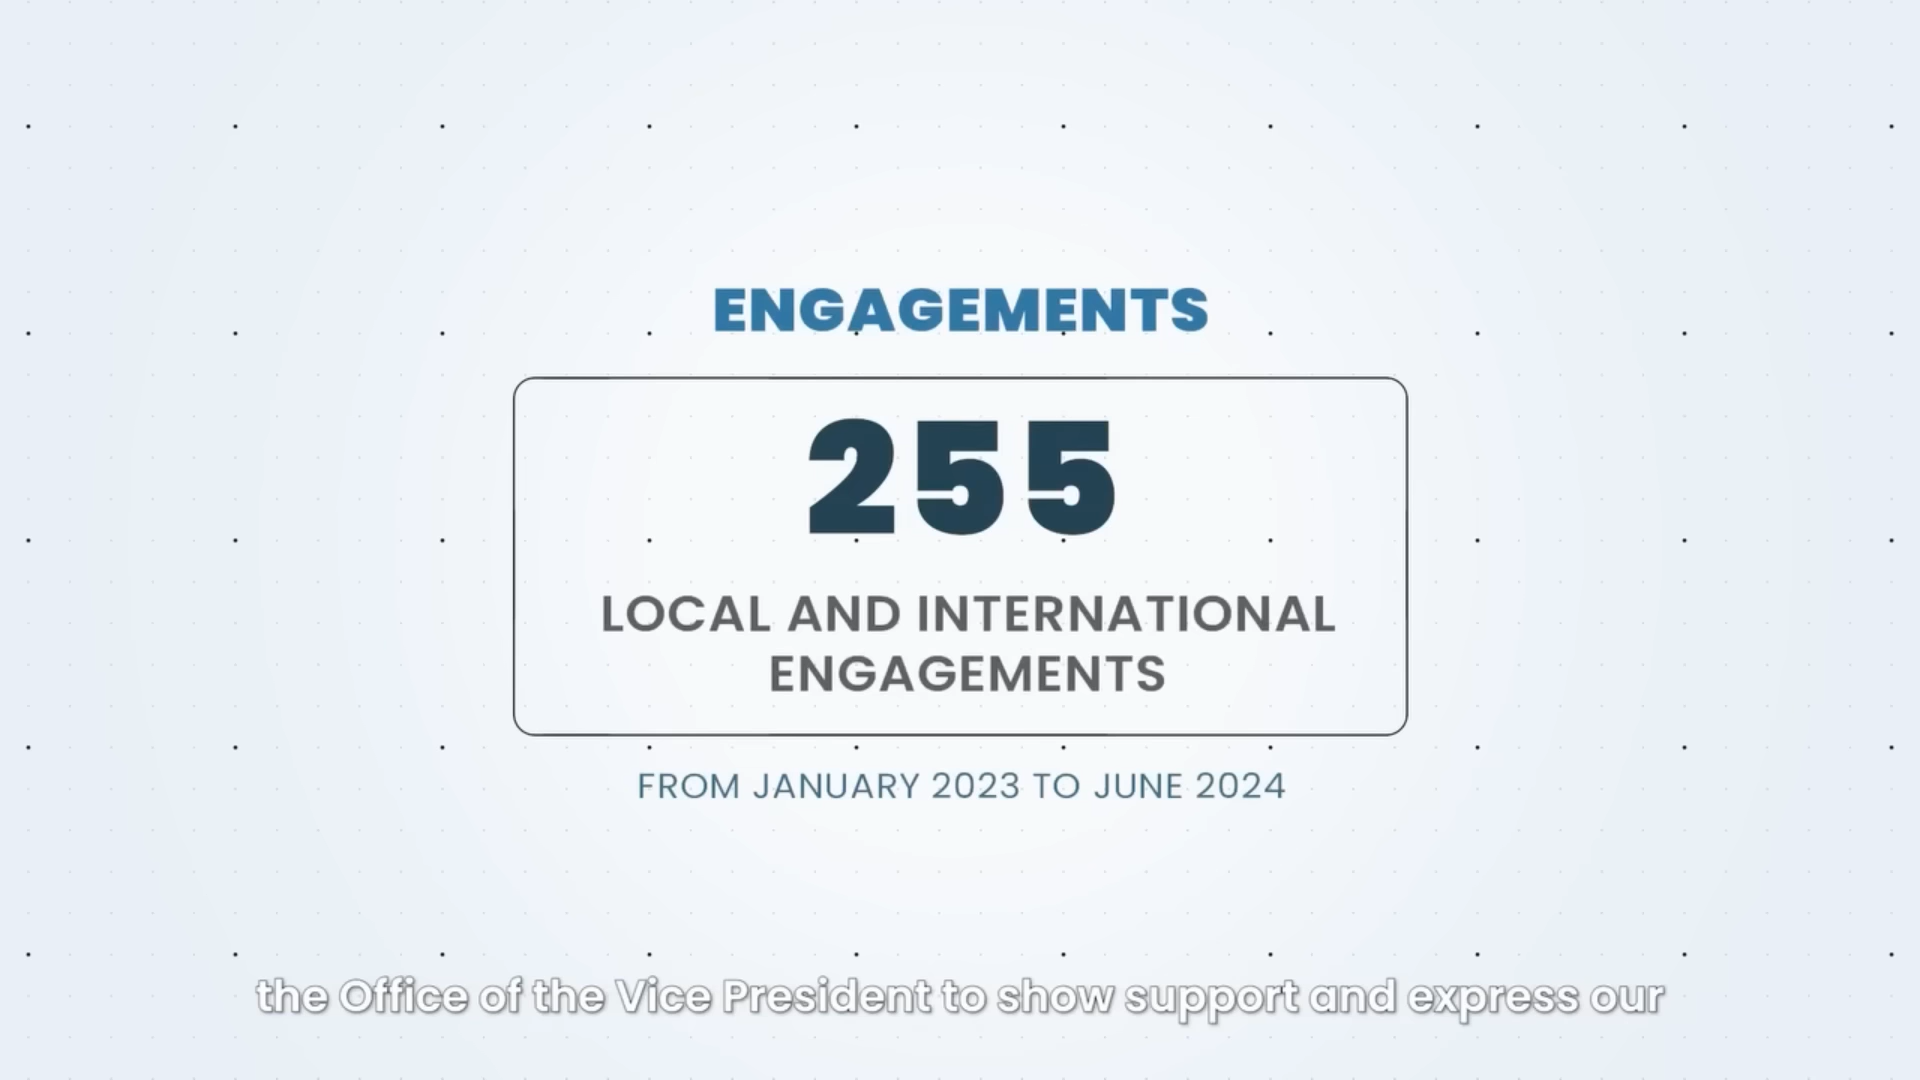 ENGAGEMENTS
255
LOCAL AND INTERNATIONAL
ENGAGEMENTS
FROM JANUARY 2023 TO JUNE 2024
the Office of the Vice President to show support and express our